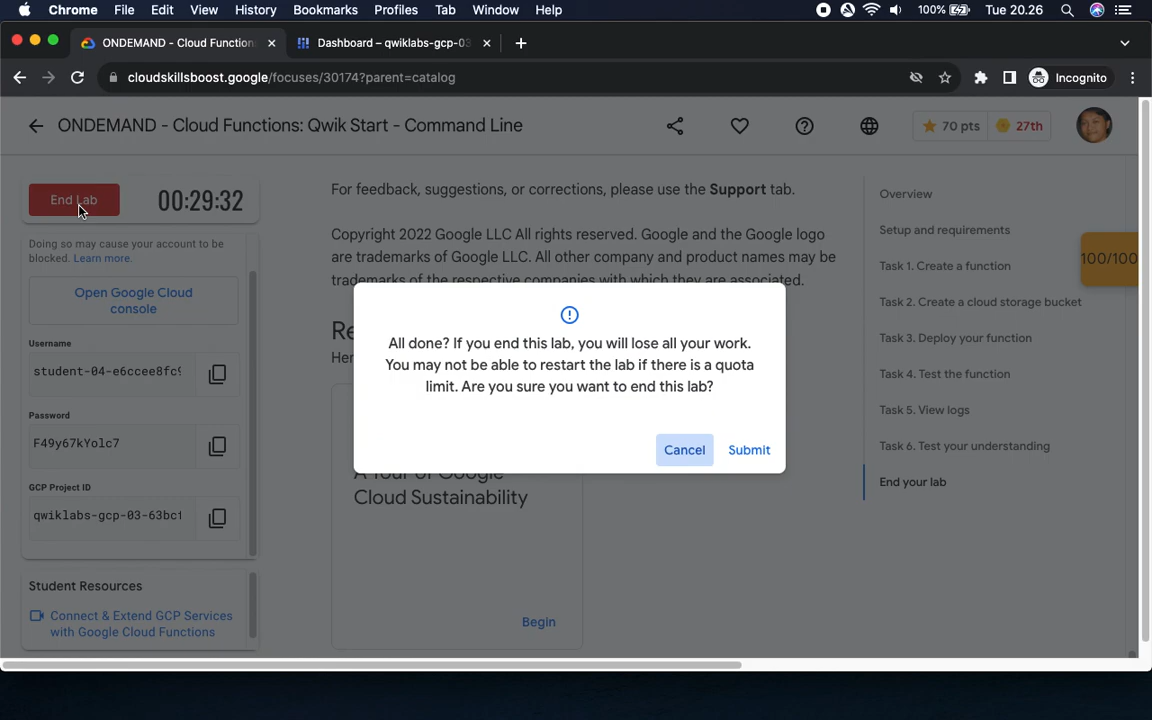 Chrome File Edit View History Bookmarks Profiles Tab Window Help 100% Tue 20.26
ONDEMAND - Cloud Function
Dashboard – qwiklabs-gcp-03
cloudskillsboost.google/focuses/30174?parent=catalog
Incognito
ONDEMAND - Cloud Functions: Qwik Start - Command Line
70 pts
27th
End Lab
00:29:32
Doing so may cause your account to be
blocked. Learn more.
Open Google Cloud
console
Username
student-04-e6ccee8fc9
Password
F49y67kYolc7
GCP Project ID
qwiklabs-gcp-03-63bcf
Student Resources
Connect & Extend GCP Services
with Google Cloud Functions
For feedback, suggestions, or corrections, please use the Support tab.
Copyright 2022 Google LLC All rights reserved. Google and the Google logo
are trademarks of Google LLC. All other company and product names may be
trademarks of the respective companies with which they are associated.
All done? If you end this lab, you will lose all your work.
You may not be able to restart the lab if there is a quota
limit. Are you sure you want to end this lab?
Cancel
Submit
A Tour of Google
Cloud Sustainability
Begin
Overview
Setup and requirements
Task 1. Create a function
Task 2. Create a cloud storage bucket
Task 3. Deploy your function
Task 4. Test the function
Task 5. View logs
Task 6. Test your understanding
End your lab
100/100